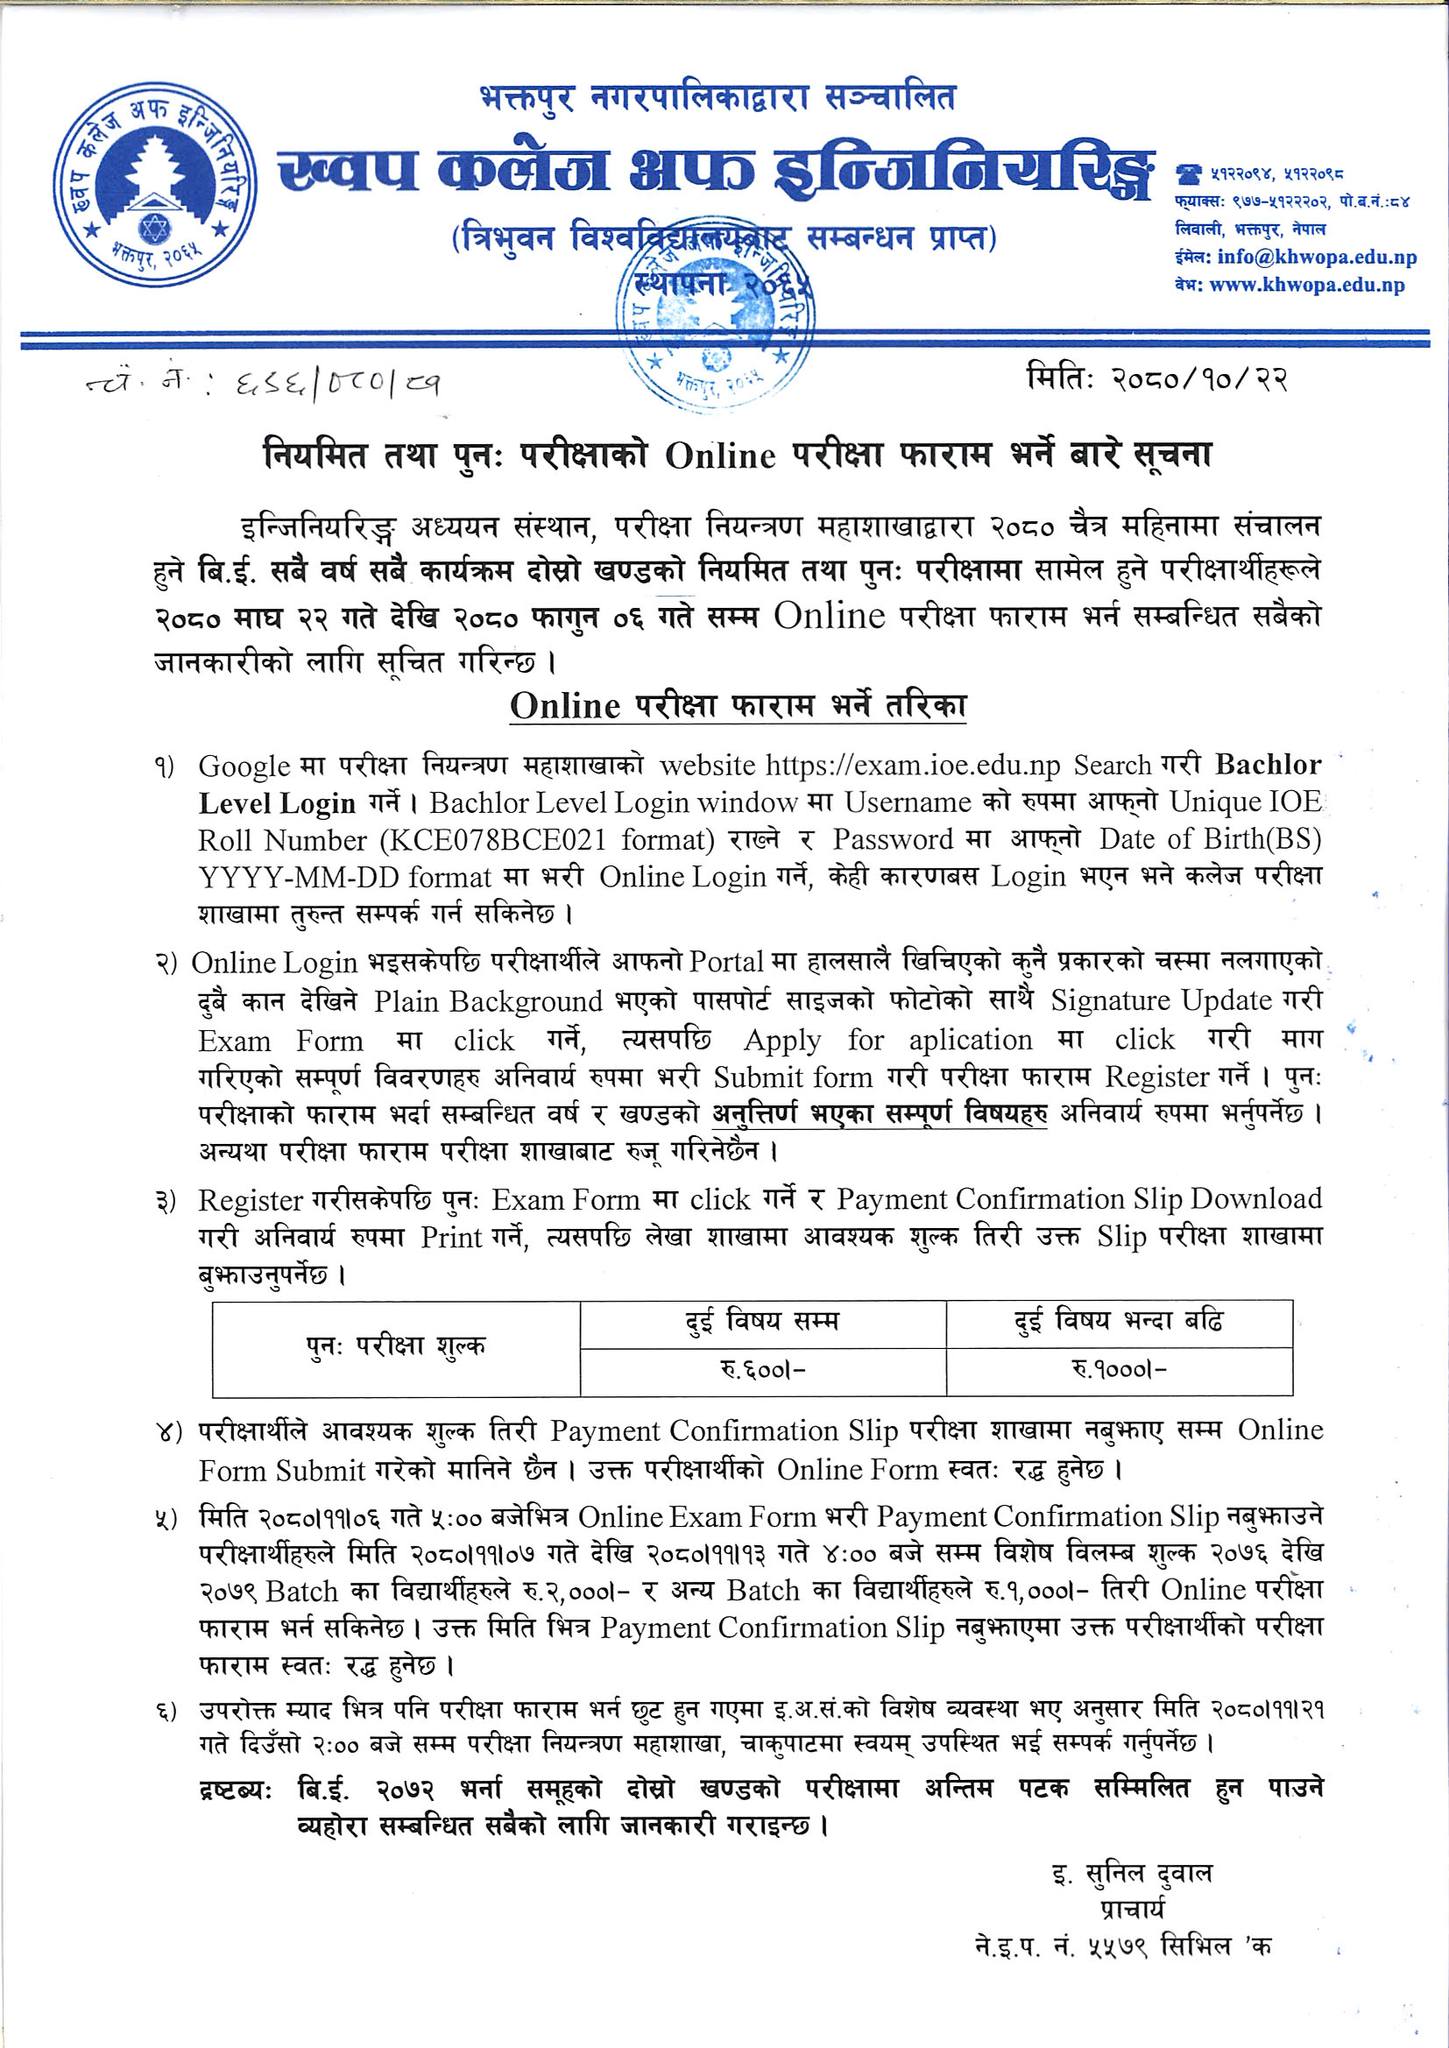 भक्तपुर नगरपालिकाद्वारा सञ्चालित
ख्वप कलेज अफ इन्जिनियरिङ्ग
(त्रिभुवन विश्वविद्यालयबाट सम्बन्धन प्राप्त)
स्थापना २०६५
ख्वप कलेज अफ इन्जिनियरिङ्ग
भक्तपुर, २०६५
☎ ५१२२०९४, ५१२२०९८
फ्याक्सः ९७७-५१२२२०२, पो.ब.नं.:८४
लिवाली, भक्तपुर, नेपाल
ईमेल: info@khwopa.edu.np
वेभ: www.khwopa.edu.np
ख्वप कलेज अफ इन्जिनियरिङ्ग
भक्तपुर, २०६५
च. नं. : ६३६/०८०/८१
मितिः २०८०/१०/२२
नियमित तथा पुनः परीक्षाको Online परीक्षा फाराम भर्ने बारे सूचना
इन्जिनियरिङ्ग अध्ययन संस्थान, परीक्षा नियन्त्रण महाशाखाद्वारा २०८० चैत्र महिनामा संचालन
हुने बि.ई. सबै वर्ष सबै कार्यक्रम दोस्रो खण्डको नियमित तथा पुनः परीक्षामा सामेल हुने परीक्षार्थीहरूले
२०८० माघ २२ गते देखि २०८० फागुन ०६ गते सम्म Online परीक्षा फाराम भर्न सम्बन्धित सबैको
जानकारीको लागि सूचित गरिन्छ ।
Online परीक्षा फाराम भर्ने तरिका
१) Google मा परीक्षा नियन्त्रण महाशाखाको website https://exam.ioe.edu.np Search गरी Bachlor
Level Login गर्ने । Bachlor Level Login window मा Username को रुपमा आफ्नो Unique IOE
Roll Number (KCE078BCE021 format) राख्ने र Password मा आफ्नो Date of Birth(BS)
YYYY-MM-DD format मा भरी Online Login गर्ने, केही कारणबस Login भएन भने कलेज परीक्षा
शाखामा तुरुन्त सम्पर्क गर्न सकिनेछ ।
२) Online Login भइसकेपछि परीक्षार्थीले आफनो Portal मा हालसालै खिचिएको कुनै प्रकारको चस्मा नलगाएको
दुबै कान देखिने Plain Background भएको पासपोर्ट साइजको फोटोको साथै Signature Update गरी
Exam Form मा click गर्ने, त्यसपछि Apply for aplication मा click गरी माग
गरिएको सम्पूर्ण विवरणहरु अनिवार्य रुपमा भरी Submit form गरी परीक्षा फाराम Register गर्ने । पुनः
परीक्षाको फाराम भर्दा सम्बन्धित वर्ष र खण्डको अनुत्तिर्ण भएका सम्पूर्ण विषयहरु अनिवार्य रुपमा भर्नुपर्नेछ ।
अन्यथा परीक्षा फाराम परीक्षा शाखाबाट रुजू गरिनेछैन ।
३) Register गरीसकेपछि पुनः Exam Form मा click गर्ने र Payment Confirmation Slip Download
गरी अनिवार्य रुपमा Print गर्ने, त्यसपछि लेखा शाखामा आवश्यक शुल्क तिरी उक्त Slip परीक्षा शाखामा
बुझाउनुपर्नेछ ।
पुनः परीक्षा शुल्क
दुई विषय सम्म
दुई विषय भन्दा बढि
रु.६००।-
रु.१०००।-
४) परीक्षार्थीले आवश्यक शुल्क तिरी Payment Confirmation Slip परीक्षा शाखामा नबुझाए सम्म Online
Form Submit गरेको मानिने छैन । उक्त परीक्षार्थीको Online Form स्वतः रद्ध हुनेछ ।
५) मिति २०८०।११।०६ गते ५:०० बजेभित्र Online Exam Form भरी Payment Confirmation Slip नबुझाउने
परीक्षार्थीहरुले मिति २०८०।११।०७ गते देखि २०८०।११।१३ गते ४:०० बजे सम्म विशेष विलम्ब शुल्क २०७६ देखि
२०७९ Batch का विद्यार्थीहरुले रु.२,०००।- र अन्य Batch का विद्यार्थीहरुले रु.१,०००।- तिरी Online परीक्षा
फाराम भर्न सकिनेछ । उक्त मिति भित्र Payment Confirmation Slip नबुझाएमा उक्त परीक्षार्थीको परीक्षा
फाराम स्वतः रद्ध हुनेछ ।
६) उपरोक्त म्याद भित्र पनि परीक्षा फाराम भर्न छुट हुन गएमा इ.अ.सं.को विशेष व्यवस्था भए अनुसार मिति २०८०।११।२१
गते दिउँसो २:०० बजे सम्म परीक्षा नियन्त्रण महाशाखा, चाकुपाटमा स्वयम् उपस्थित भई सम्पर्क गर्नुपर्नेछ ।
द्रष्टब्यः बि.ई. २०७२ भर्ना समूहको दोस्रो खण्डको परीक्षामा अन्तिम पटक सम्मिलित हुन पाउने
व्यहोरा सम्बन्धित सबैको लागि जानकारी गराइन्छ ।
इ. सुनिल दुवाल
प्राचार्य
ने.इ.प. नं. ५५७९ सिभिल 'क